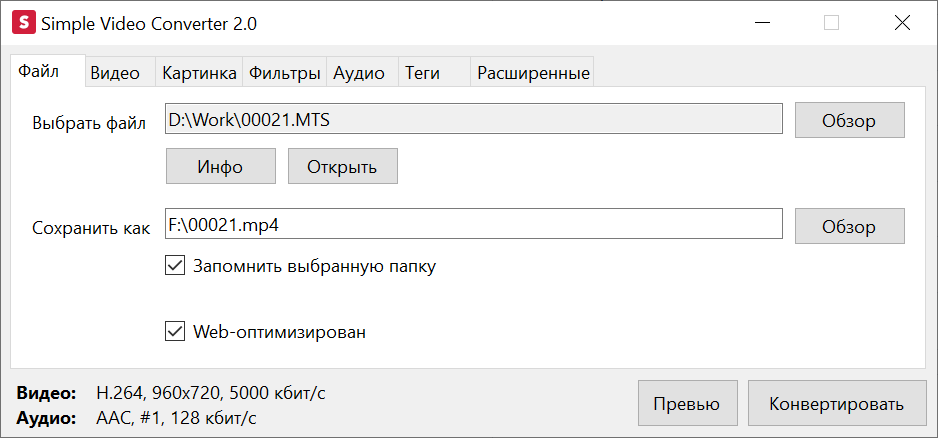 S Simple Video Converter 2.0
Файл Видео Картинка Фильтры Аудио Теги Расширенные
Выбрать файл D:\Work\00021.MTS Обзор
Инфо Открыть
Сохранить как F:\00021.mp4 Обзор
Запомнить выбранную папку
Web-оптимизирован
Видео: H.264, 960x720, 5000 кбит/с
Аудио: AAC, #1, 128 кбит/с
Превью Конвертировать